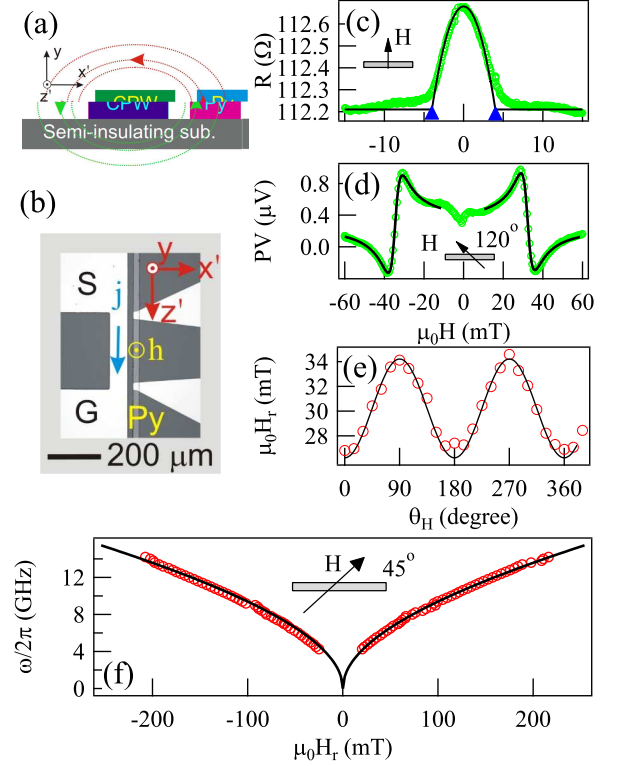 (a)
y
x'
z'
CPW
CPW
Py
Py
Semi-insulating sub.
(b)
S
G
y
x'
z'
j
h
Py
200 μm
(c)
R (Ω)
112.6
112.5
112.4
112.3
112.2
H
-10
0
10
(d)
PV (μV)
0.8
0.4
0.0
H
120°
-60 -40 -20 0 20 40 60
μ₀H (mT)
(e)
μ₀Hᵣ (mT)
34
32
30
28
0 90 180 270 360
θ_H (degree)
(f)
ω/2π (GHz)
12
8
4
0
H
45°
-200 -100 0 100 200
μ₀Hᵣ (mT)